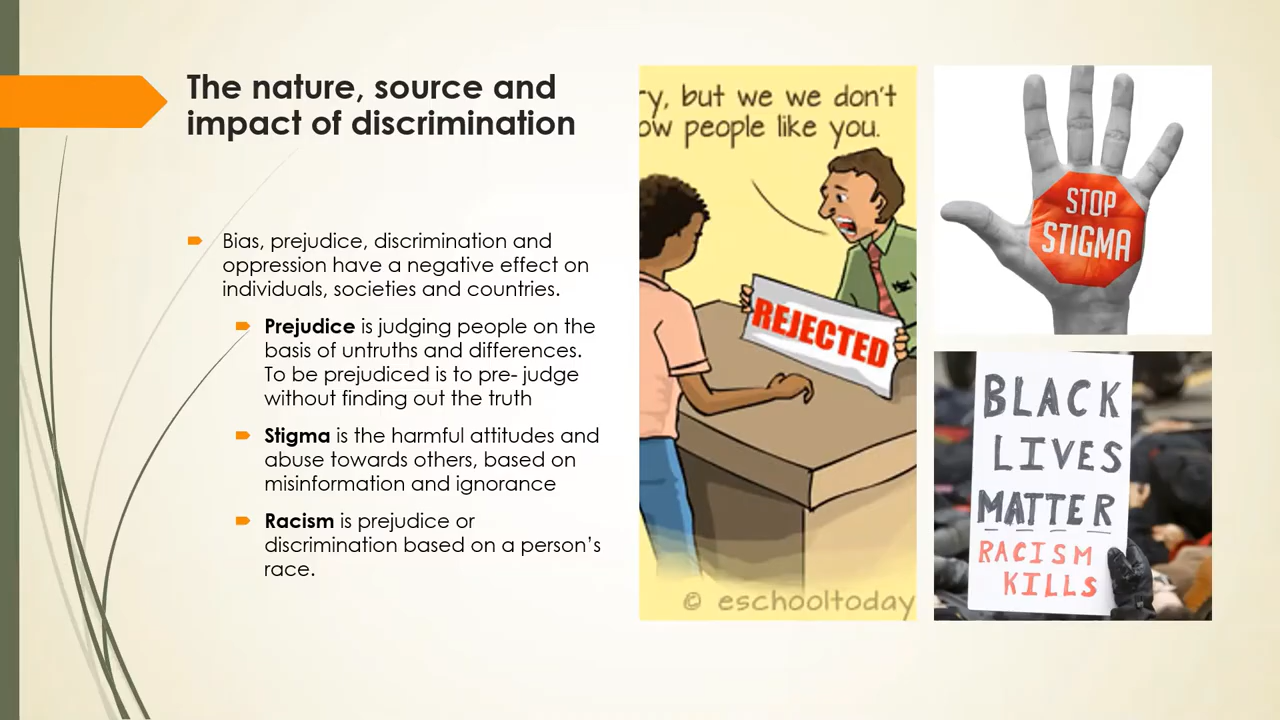 The nature, source and
impact of discrimination
Bias, prejudice, discrimination and
oppression have a negative effect on
individuals, societies and countries.
Prejudice is judging people on the
basis of untruths and differences.
To be prejudiced is to pre- judge
without finding out the truth
Stigma is the harmful attitudes and
abuse towards others, based on
misinformation and ignorance
Racism is prejudice or
discrimination based on a person's
race.
ry, but we we don't
ow people like you.
REJECTED
© eschooltoday
STOP
STIGMA
BLACK
LIVES
MATTER
RACISM
KILLS